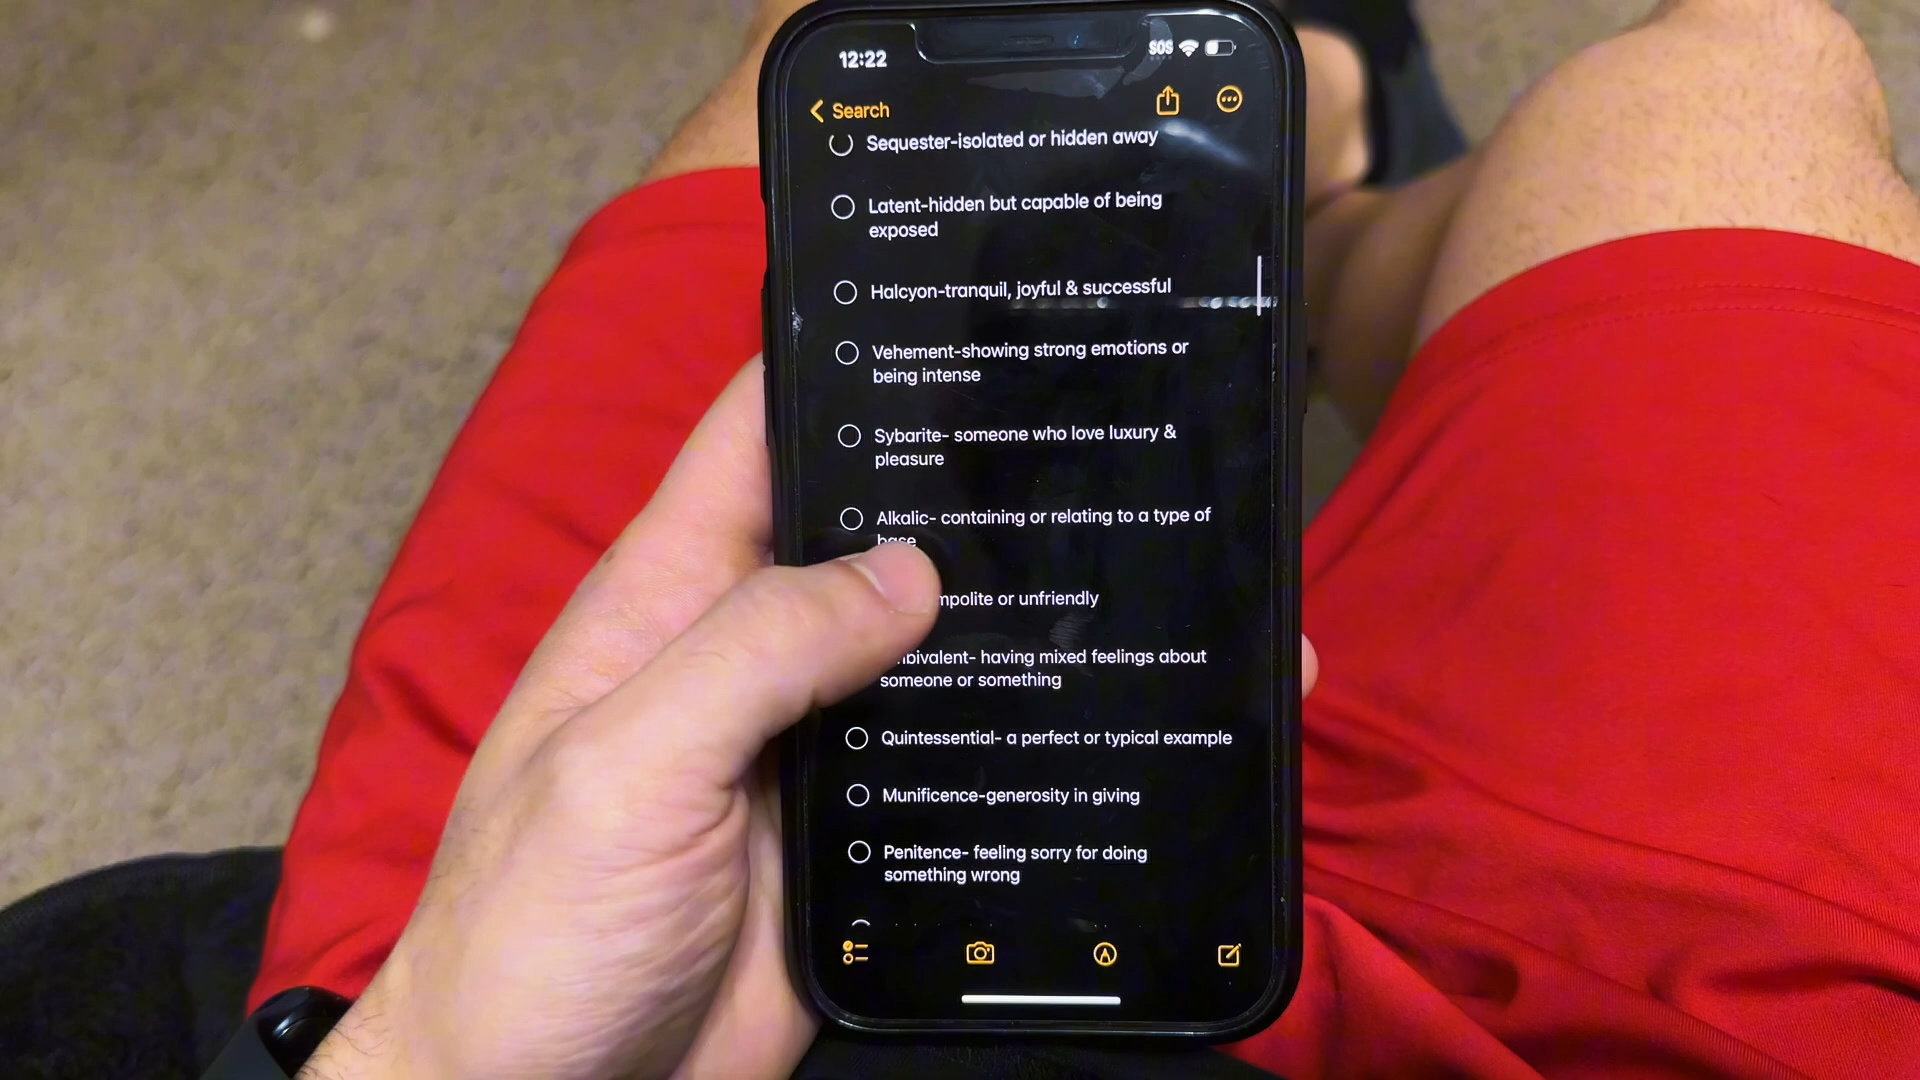 12:22
SOS
Search
Sequester-isolated or hidden away
Latent-hidden but capable of being
exposed
Halcyon-tranquil, joyful & successful
Vehement-showing strong emotions or
being intense
Sybarite- someone who love luxury &
pleasure
Alkalic- containing or relating to a type of
base
or unfriendly
having mixed feelings about
someone or something
Quintessential- a perfect or typical example
Munificence-generosity in giving
Penitence- feeling sorry for doing
something wrong